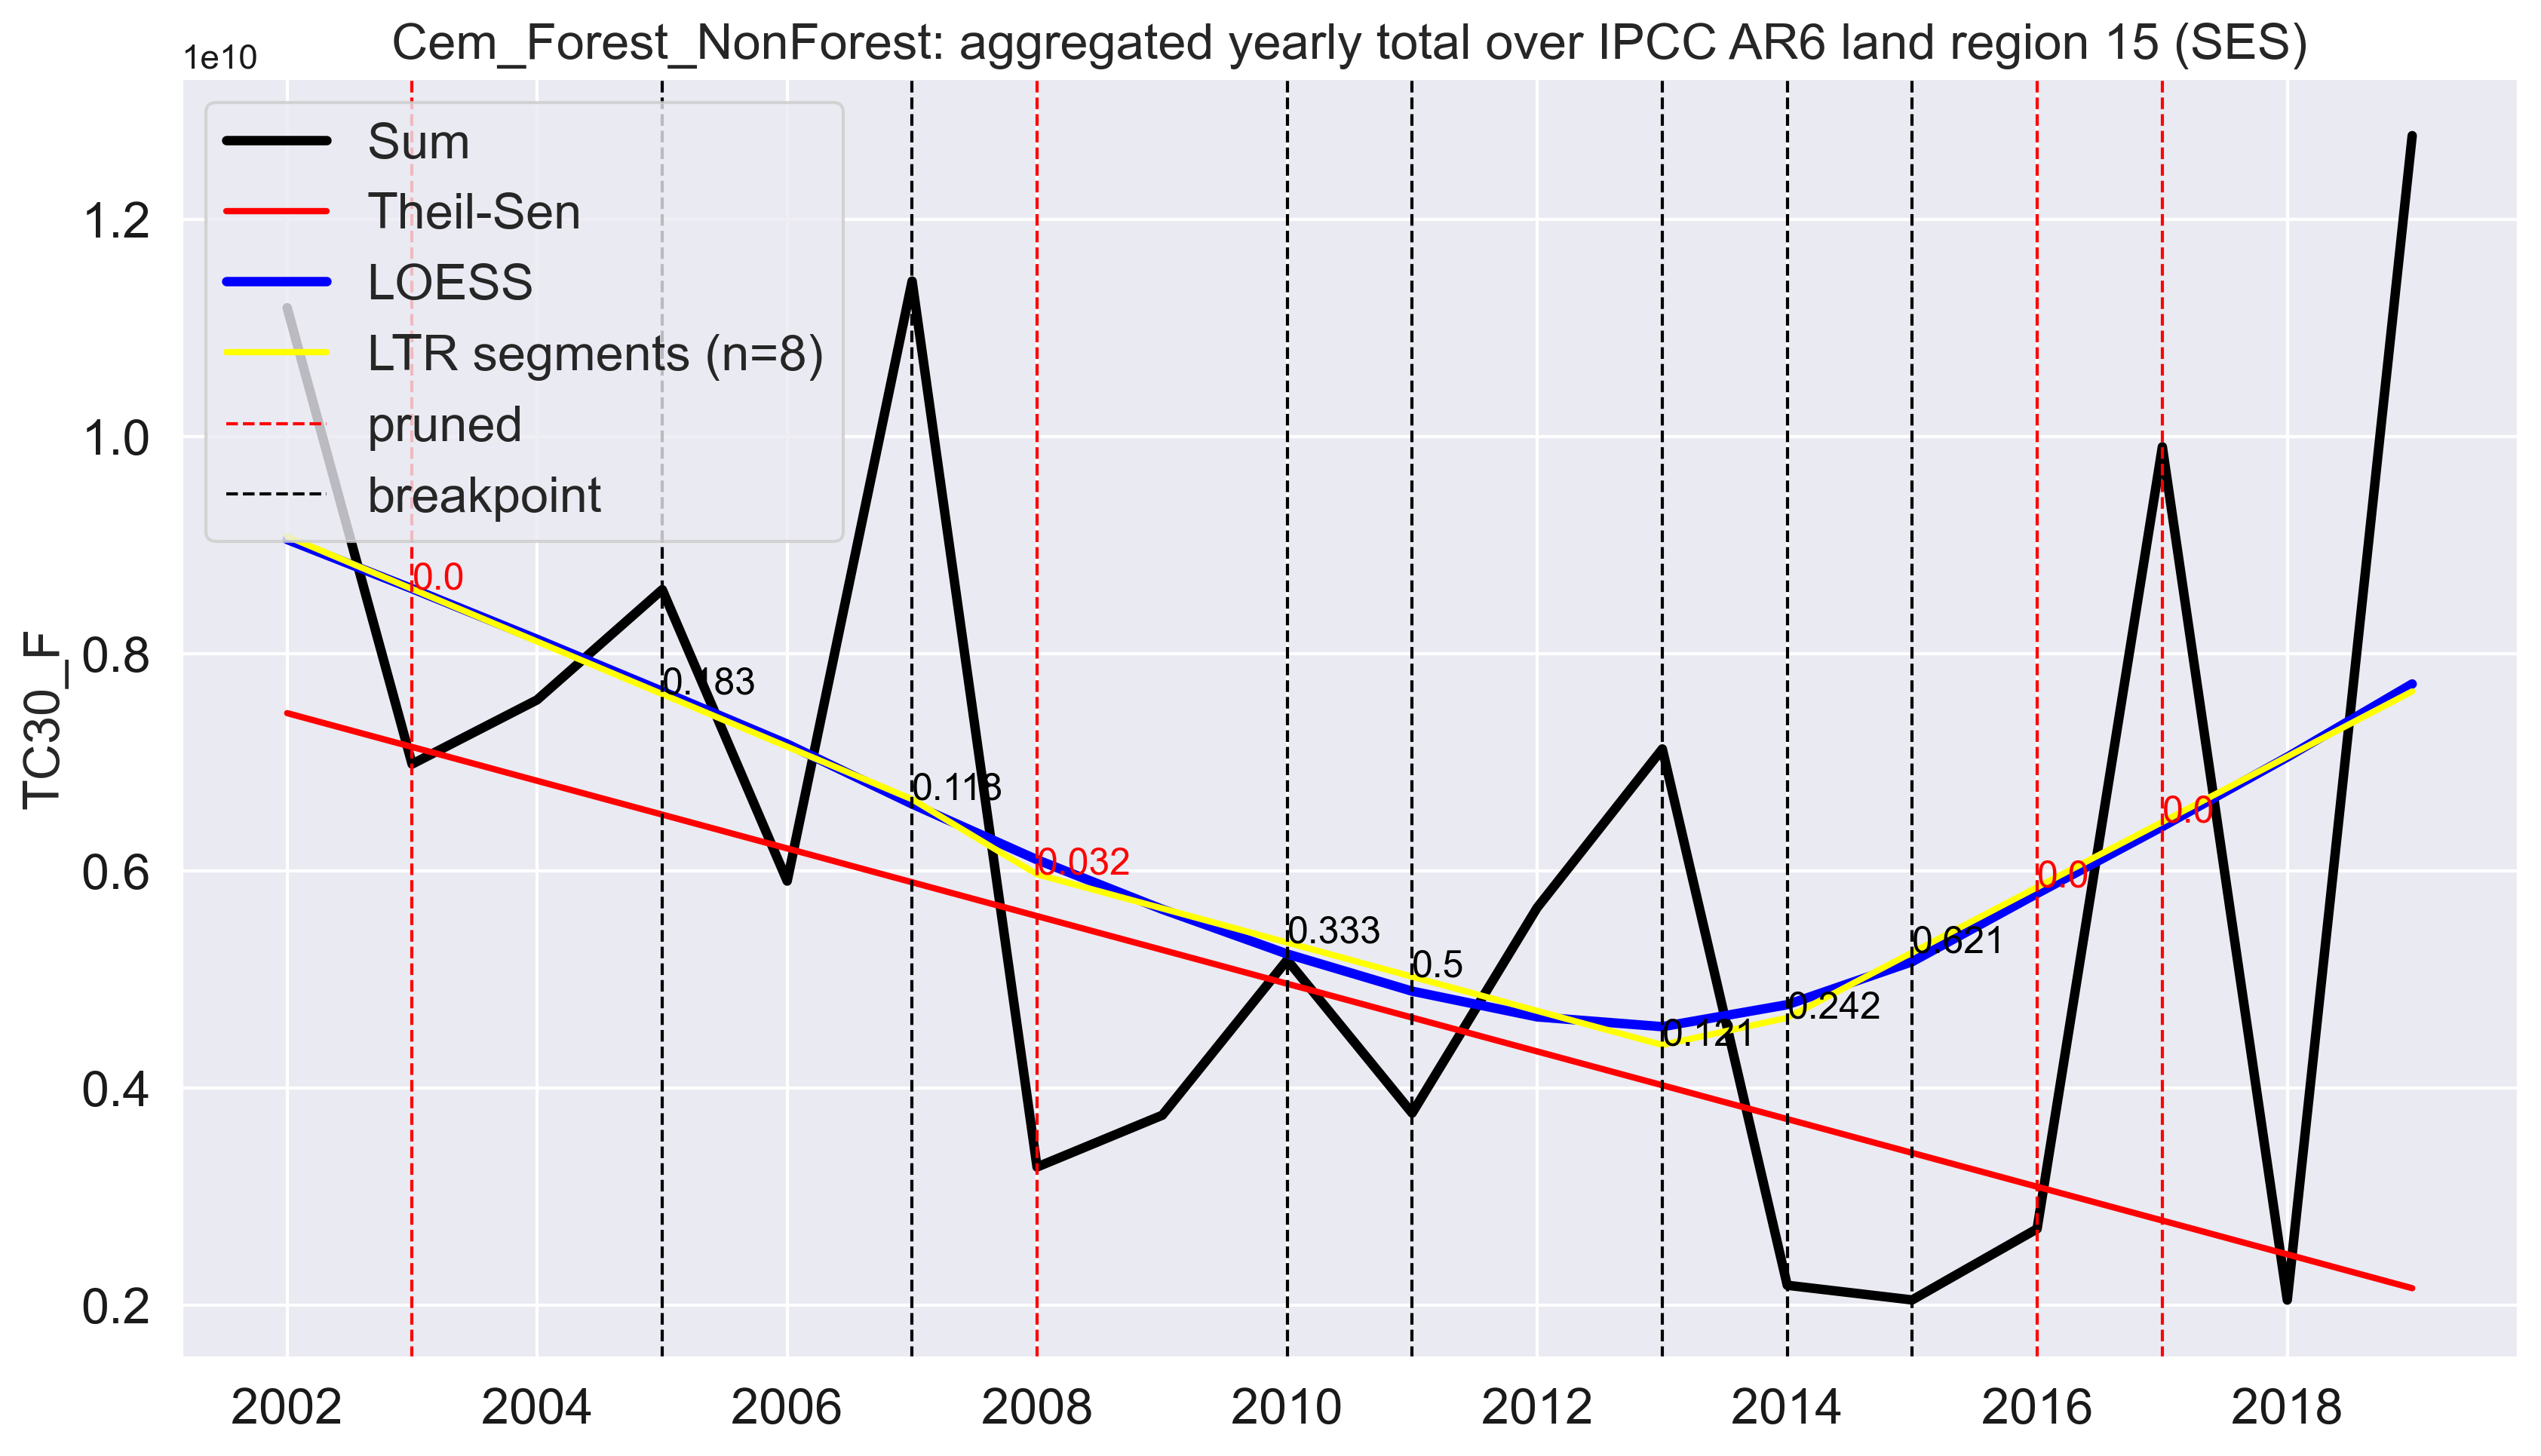 Cem_Forest_NonForest: aggregated yearly total over IPCC AR6 land region 15 (SES)
1e10
Sum
Theil-Sen
LOESS
LTR segments (n=8)
pruned
breakpoint
TC30_F
1.2
1.0
0.8
0.6
0.4
0.2
0.0
0.183
0.118
0.032
0.333
0.5
0.121
0.242
0.621
0.0
0.0
2002
2004
2006
2008
2010
2012
2014
2016
2018